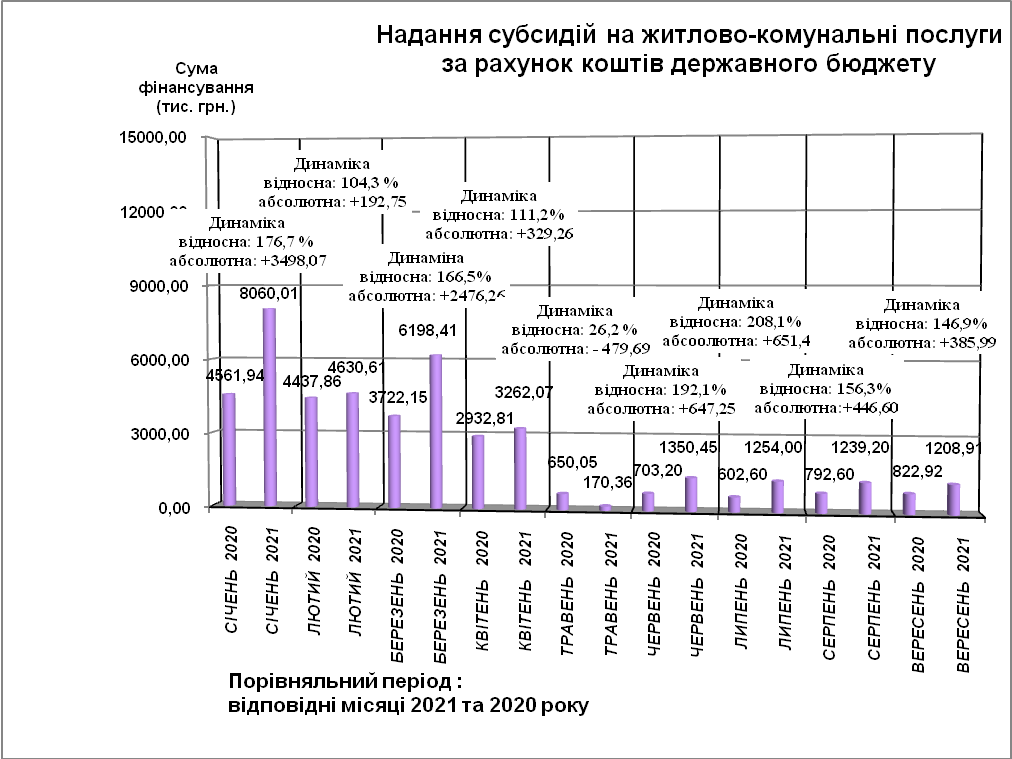 Надання субсидій на житлово-комунальні послуги
за рахунок коштів державного бюджету
Сума
фінансування
(тис. грн.)
15000,00
12000
9000,00
6000,00
3000,00
0,00
Динаміка
відносна: 176,7 %
абсолютна: +3498,07
Динаміка
відносна: 104,3 %
абсолютна: +192,75
Динаміна
відносна: 166,5%
абсолютна: +2476,26
Динаміка
відносна: 111,2%
абсолютна: +329,26
Динаміка
відносна: 26,2 %
абсолютна: - 479,69
Динаміка
відносна: 192,1%
абсолютна: +647,25
Динаміка
відносна: 208,1%
абсоолютна: +651,4
Динаміка
відносна: 156,3%
абсолютна:+446,60
Динаміка
відносна: 146,9%
абсолютна: +385,99
4561,94
8060,01
4437,86
4630,61
3722,15
6198,41
2932,81
3262,07
650,05
170,36
703,20
1350,45
602,60
1254,00
792,60
1239,20
822,92
1208,91
СІЧЕНЬ 2020
СІЧЕНЬ 2021
ЛЮТИЙ 2020
ЛЮТИЙ 2021
БЕРЕЗЕНЬ 2020
БЕРЕЗЕНЬ 2021
КВІТЕНЬ 2020
КВІТЕНЬ 2021
ТРАВЕНЬ 2020
ТРАВЕНЬ 2021
ЧЕРВЕНЬ 2020
ЧЕРВЕНЬ 2021
ЛИПЕНЬ 2020
ЛИПЕНЬ 2021
СЕРПЕНЬ 2020
СЕРПЕНЬ 2021
ВЕРЕСЕНЬ 2020
ВЕРЕСЕНЬ 2021
Порівняльний період :
відповідні місяці 2021 та 2020 року